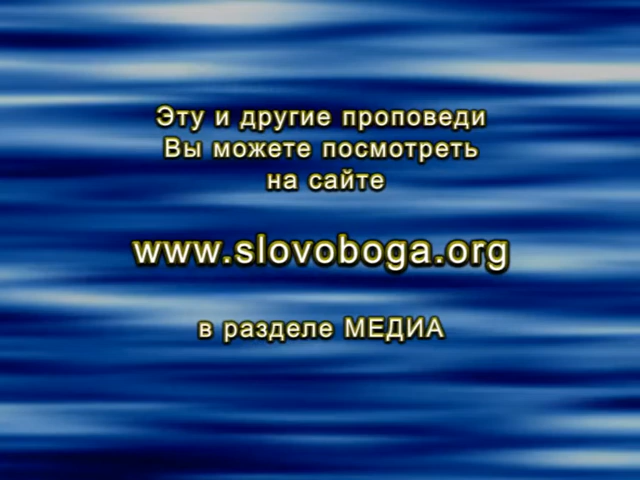 Эту и другие проповеди
Вы можете посмотреть
на сайте
www.slovoboga.org
в разделе МЕДИА